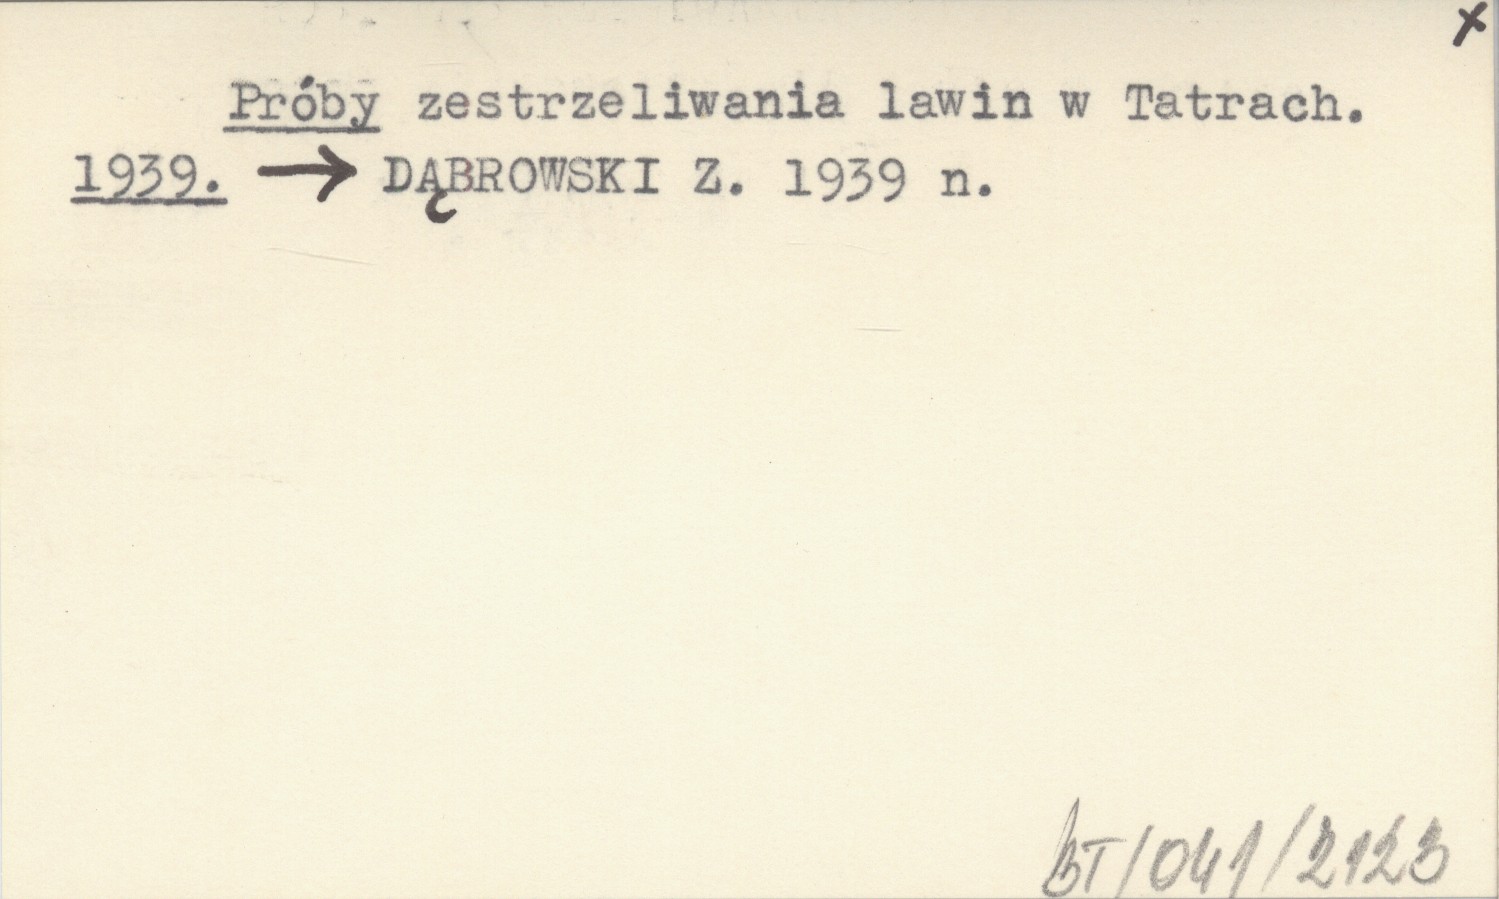 x
Próby zestrzeliwania lawin w Tatrach.
1939. → DĄBROWSKI Z. 1939 n.
BT/041/2123